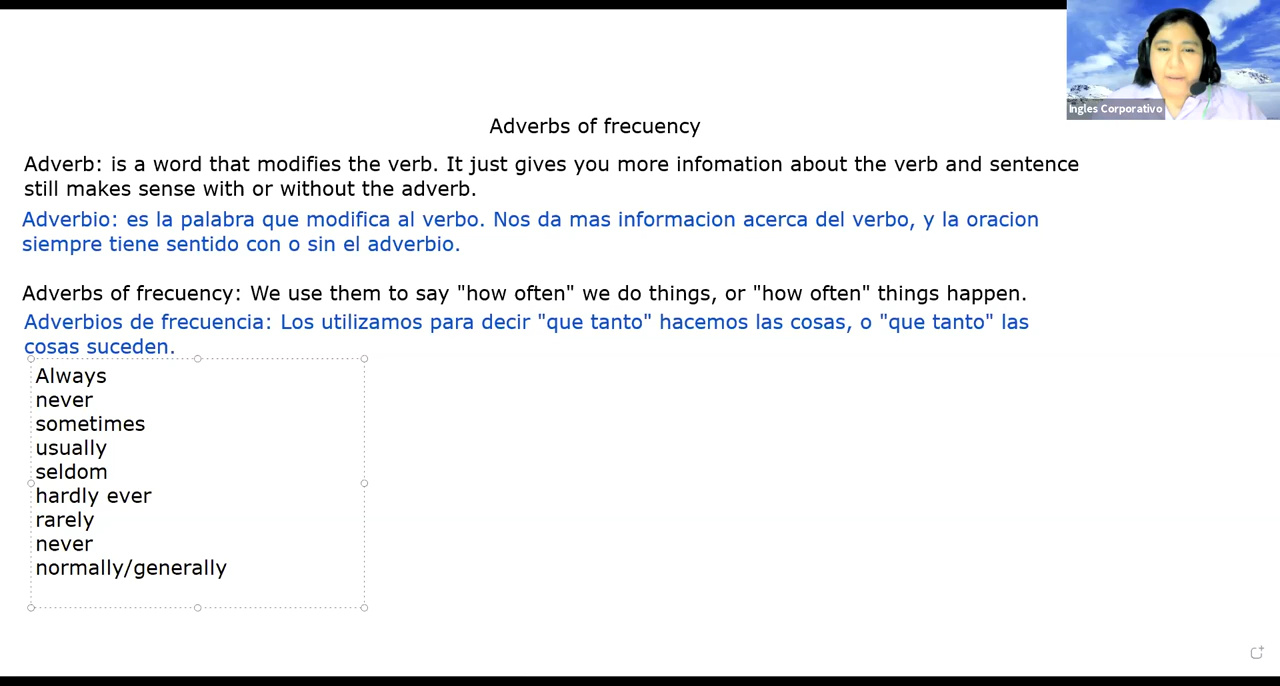 Ingles Corporativo
Adverbs of frecuency
Adverb: is a word that modifies the verb. It just gives you more infomation about the verb and sentence
still makes sense with or without the adverb.
Adverbio: es la palabra que modifica al verbo. Nos da mas informacion acerca del verbo, y la oracion
siempre tiene sentido con o sin el adverbio.
Adverbs of frecuency: We use them to say "how often" we do things, or "how often" things happen.
Adverbios de frecuencia: Los utilizamos para decir "que tanto" hacemos las cosas, o "que tanto" las
cosas suceden.
Always
never
sometimes
usually
seldom
hardly ever
rarely
never
normally/generally